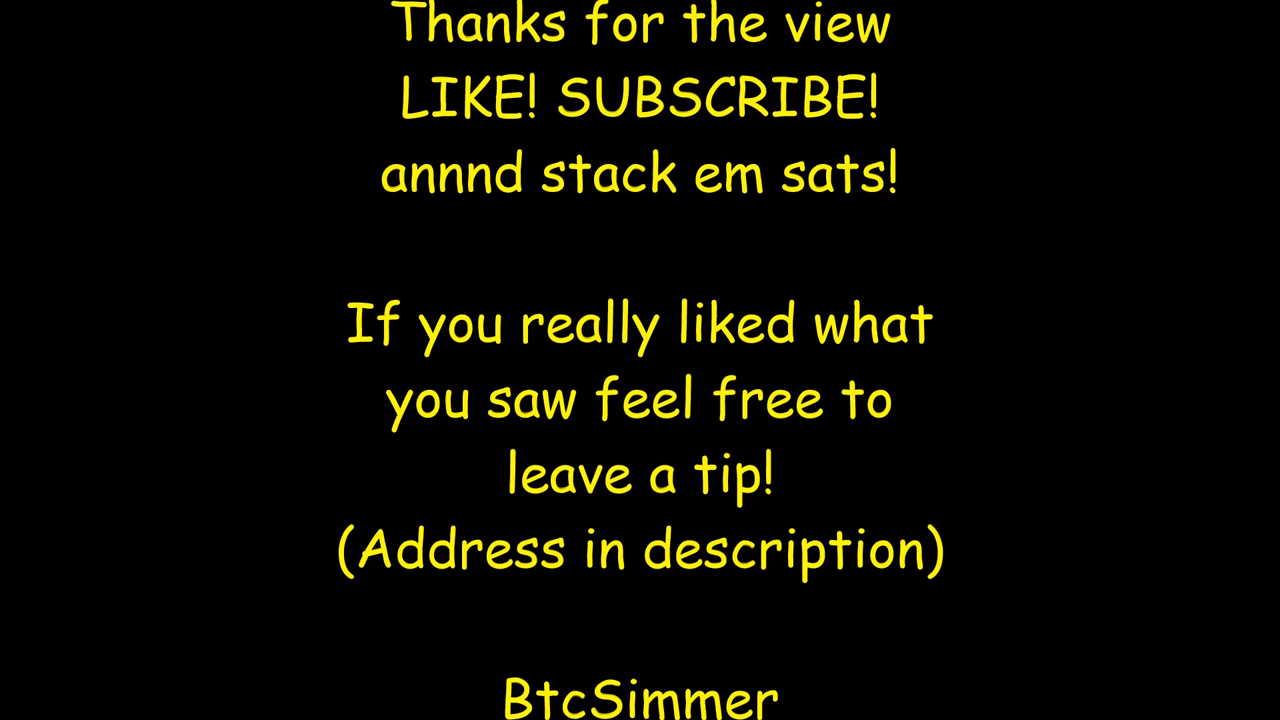 Thanks for the view
LIKE! SUBSCRIBE!
annnd stack em sats!
If you really liked what
you saw feel free to
leave a tip!
(Address in description)
BtcSimmer